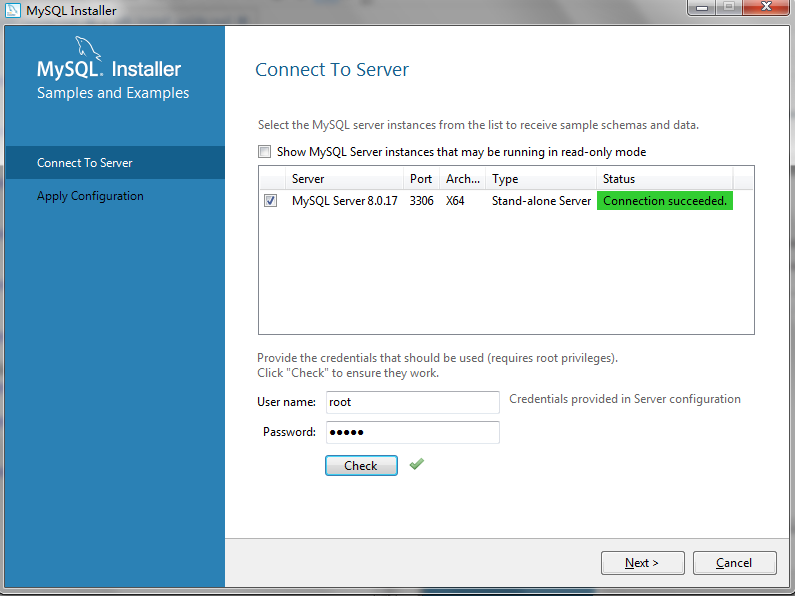 MySQL Installer
MySQL. Installer
Samples and Examples
Connect To Server
Apply Configuration
Connect To Server
Select the MySQL server instances from the list to receive sample schemas and data.
Show MySQL Server instances that may be running in read-only mode
Server Port Arch... Type Status
MySQL Server 8.0.17 3306 X64 Stand-alone Server Connection succeeded.
Provide the credentials that should be used (requires root privileges).
Click "Check" to ensure they work.
User name: root Credentials provided in Server configuration
Password: ●●●●●
Check
Next > Cancel